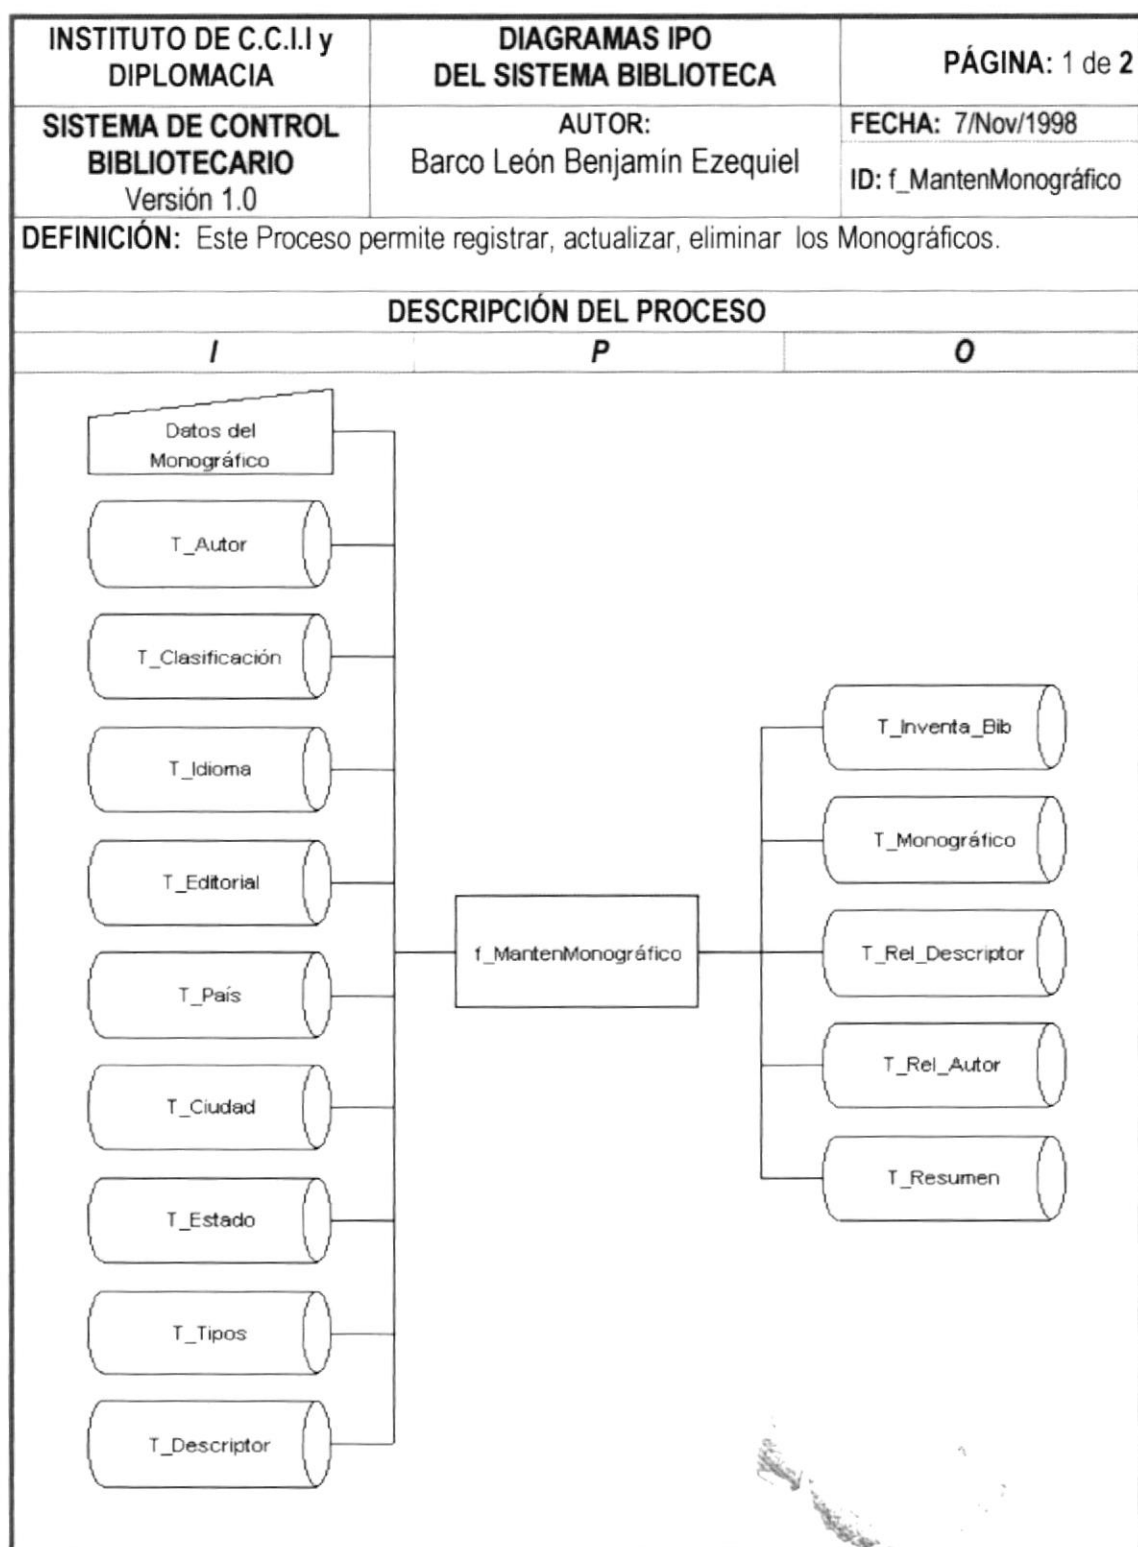 INSTITUTO DE C.C.I.I y
DIPLOMACIA
DIAGRAMAS IPO
DEL SISTEMA BIBLIOTECA
PÁGINA: 1 de 2
SISTEMA DE CONTROL
BIBLIOTECARIO
Versión 1.0
AUTOR:
Barco León Benjamín Ezequiel
FECHA: 7/Nov/1998
ID: f_MantenMonográfico
DEFINICIÓN: Este Proceso permite registrar, actualizar, eliminar los Monográficos.
DESCRIPCIÓN DEL PROCESO
I
P
O
Datos del
Monográfico
T_Autor
T_Clasificación
T_Idioma
T_Editorial
T_País
T_Ciudad
T_Estado
T_Tipos
T_Descriptor
f_MantenMonográfico
T_Inventa_Bib
T_Monográfico
T_Rel_Descriptor
T_Rel_Autor
T_Resumen